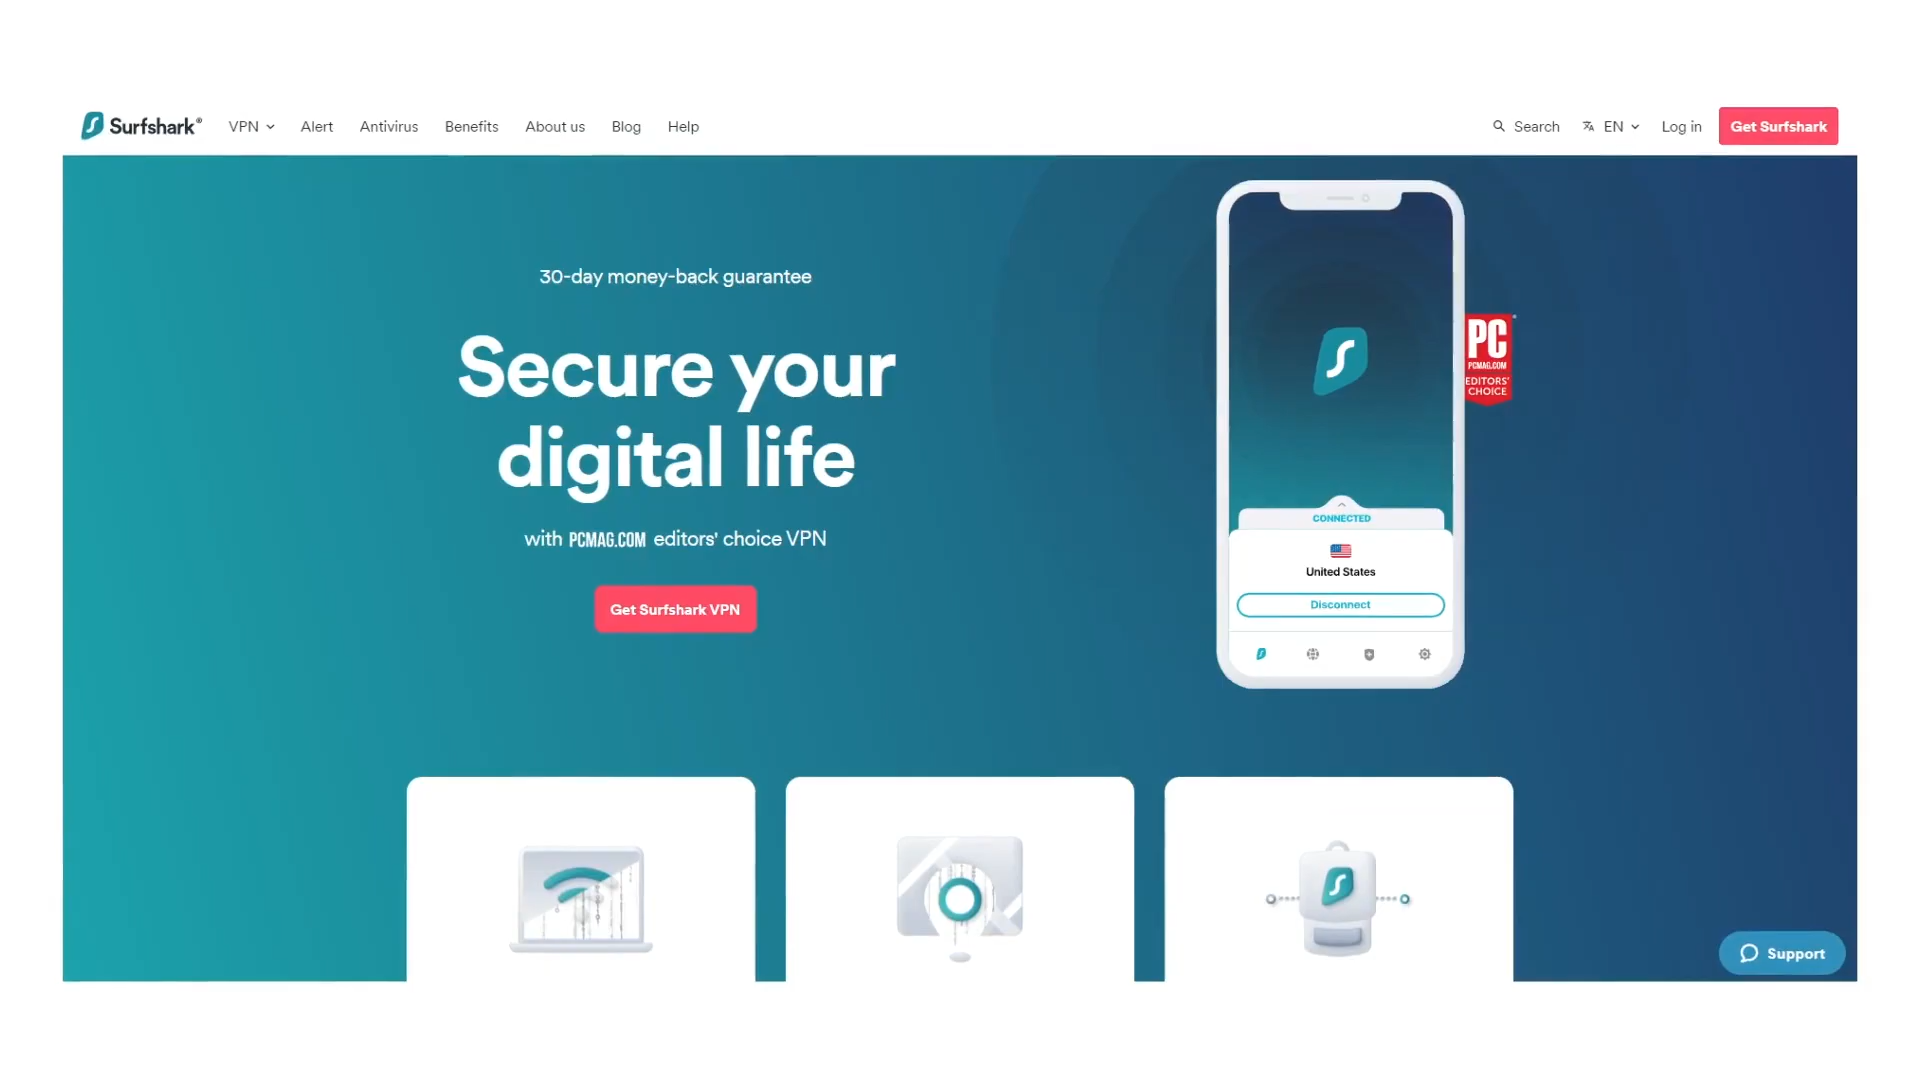 Surfshark®
VPN
Alert
Antivirus
Benefits
About us
Blog
Help
Search
EN
Log in
Get Surfshark
30-day money-back guarantee
Secure your
digital life
with PCMAG.COM editors' choice VPN
Get Surfshark VPN
PC
PCMAG.COM
EDITORS'
CHOICE
CONNECTED
United States
Disconnect
Support